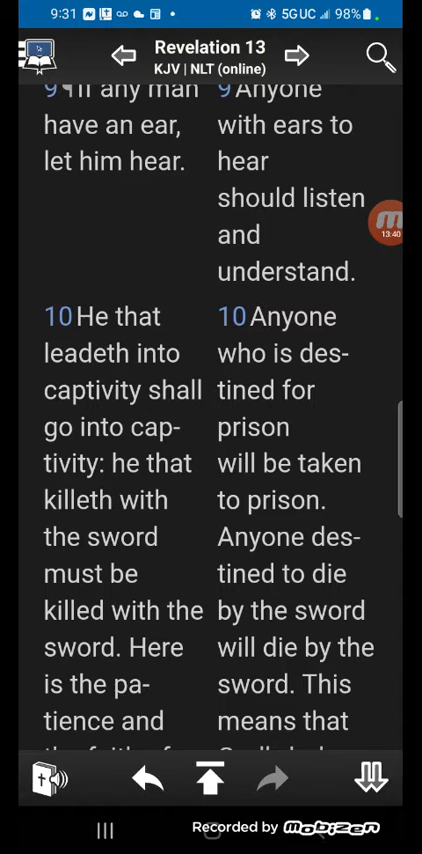 9:31 5GUC 98%
Revelation 13
KJV | NLT (online)
13:40
9 ¶If any man
have an ear,
let him hear.
10 He that
leadeth into
captivity shall
go into cap-
tivity: he that
killeth with
the sword
must be
killed with the
sword. Here
is the pa-
tience and
9 Anyone
with ears to
hear
should listen
and
understand.
10 Anyone
who is des-
tined for
prison
will be taken
to prison.
Anyone des-
tined to die
by the sword
will die by the
sword. This
means that
Recorded by mobizen